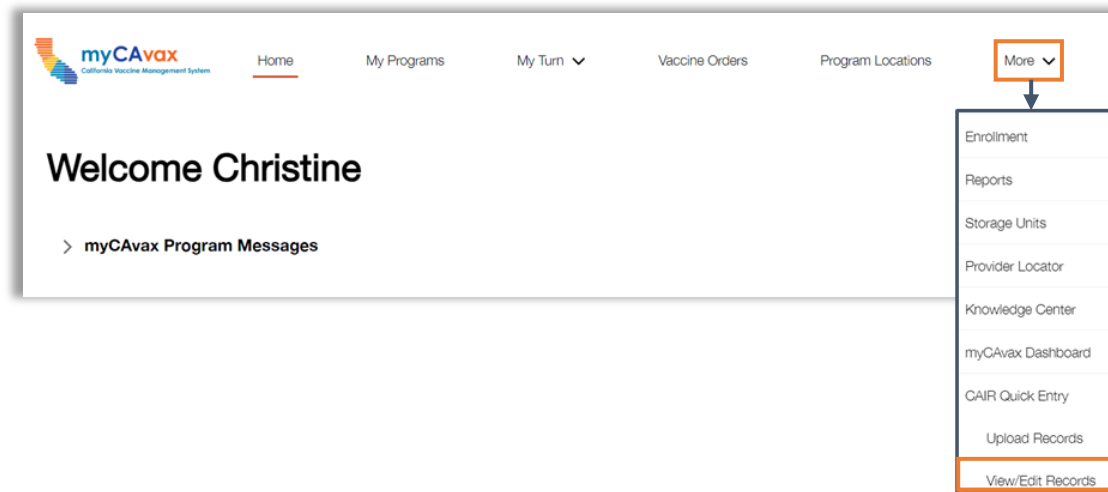 myCAvax
California Vaccine Management System
Home My Programs My Turn Vaccine Orders Program Locations More
Welcome Christine
myCAvax Program Messages
Enrollment
Reports
Storage Units
Provider Locator
Knowledge Center
myCAvax Dashboard
CAIR Quick Entry
Upload Records
View/Edit Records